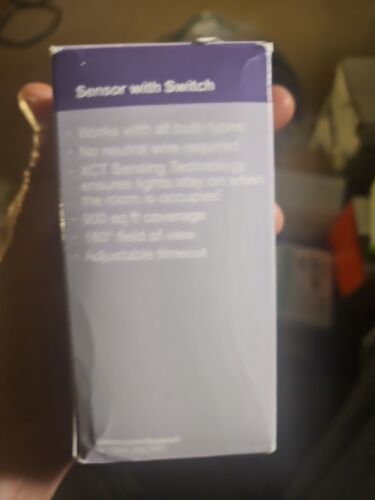 Sensor with Switch
- Works with all bulb types
- No neutral wire required
- XCT Sensing Technology
ensures lights stay on when
the room is occupied
- 900 sq ft coverage
- 180° field of view
- Adjustable timeout